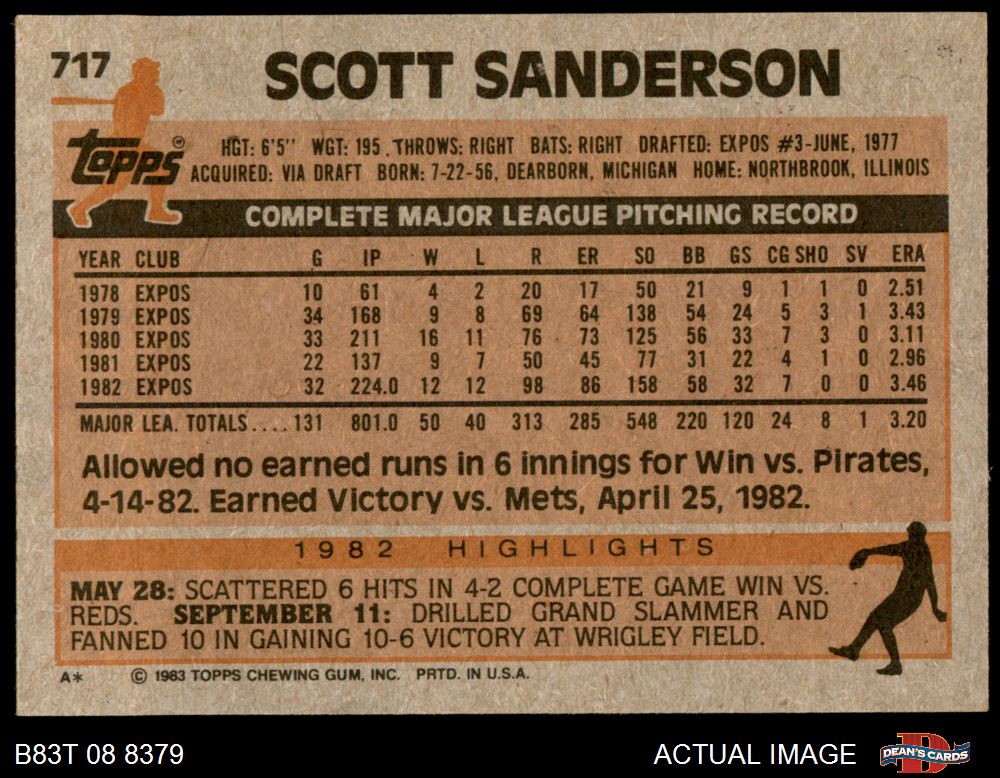 717
SCOTT SANDERSON
topps®
HGT: 6'5" WGT: 195 THROWS: RIGHT BATS: RIGHT DRAFTED: EXPOS #3-JUNE, 1977
ACQUIRED: VIA DRAFT BORN: 7-22-56, DEARBORN, MICHIGAN HOME: NORTHBROOK, ILLINOIS
COMPLETE MAJOR LEAGUE PITCHING RECORD
YEAR CLUB G IP W L R ER SO BB GS CG SHO SV ERA
1978 EXPOS 10 61 4 2 20 17 50 21 9 1 1 0 2.51
1979 EXPOS 34 168 9 8 69 64 138 54 24 5 3 1 3.43
1980 EXPOS 33 211 16 11 76 73 125 56 33 7 3 0 3.11
1981 EXPOS 22 137 9 7 50 45 77 31 22 4 1 0 2.96
1982 EXPOS 32 224.0 12 12 98 86 158 58 32 7 0 0 3.46
MAJOR LEA. TOTALS.... 131 801.0 50 40 313 285 548 220 120 24 8 1 3.20
Allowed no earned runs in 6 innings for Win vs. Pirates,
4-14-82. Earned Victory vs. Mets, April 25, 1982.
1982 HIGHLIGHTS
MAY 28: SCATTERED 6 HITS IN 4-2 COMPLETE GAME WIN VS.
REDS. SEPTEMBER 11: DRILLED GRAND SLAMMER AND
FANNED 10 IN GAINING 10-6 VICTORY AT WRIGLEY FIELD.
A* © 1983 TOPPS CHEWING GUM, INC. PRTD. IN U.S.A.
B83T 08 8379
ACTUAL IMAGE
DEAN'S CARDS